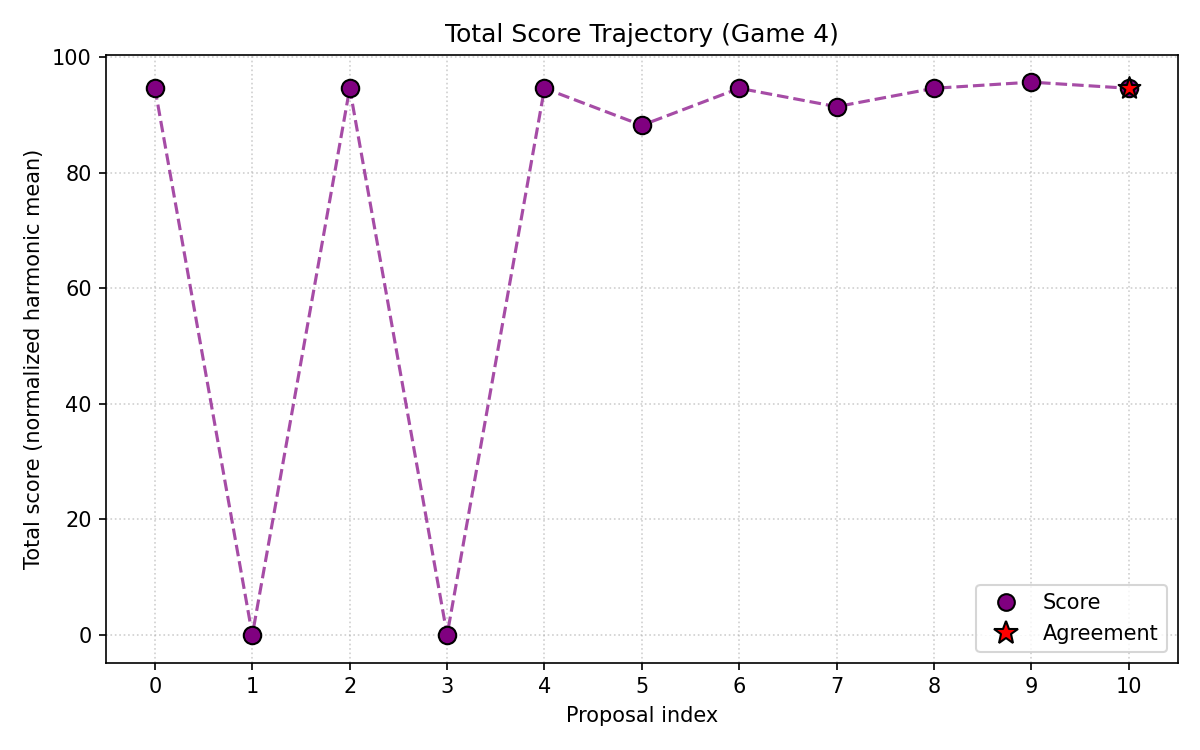 Total Score Trajectory (Game 4)
Total score (normalized harmonic mean)
100
80
60
40
20
0
Score
Agreement
0 1 2 3 4 5 6 7 8 9 10
Proposal index